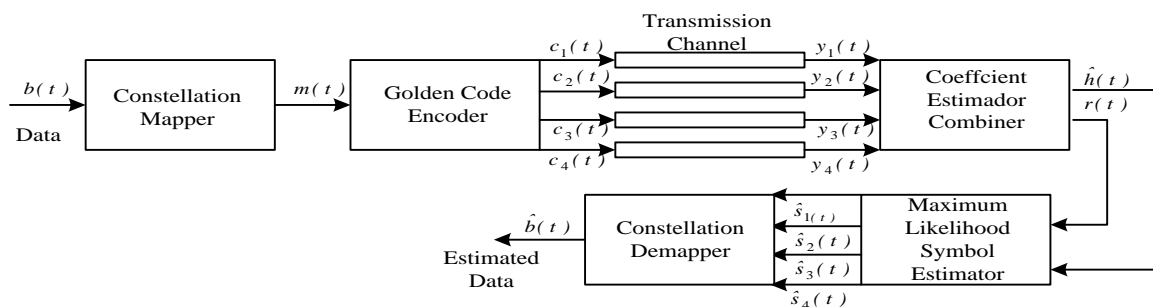 b(t)
Data
Constellation
Mapper
m(t)
Golden Code
Encoder
c₁(t)
c₂(t)
c₃(t)
c₄(t)
Transmission
Channel
y₁(t)
y₂(t)
y₃(t)
y₄(t)
Coeffcient
Estimador
Combiner
ĥ(t)
r(t)
Maximum
Likelihood
Symbol
Estimator
ŝ₁(t)
ŝ₂(t)
ŝ₃(t)
ŝ₄(t)
Constellation
Demapper
b̂(t)
Estimated
Data